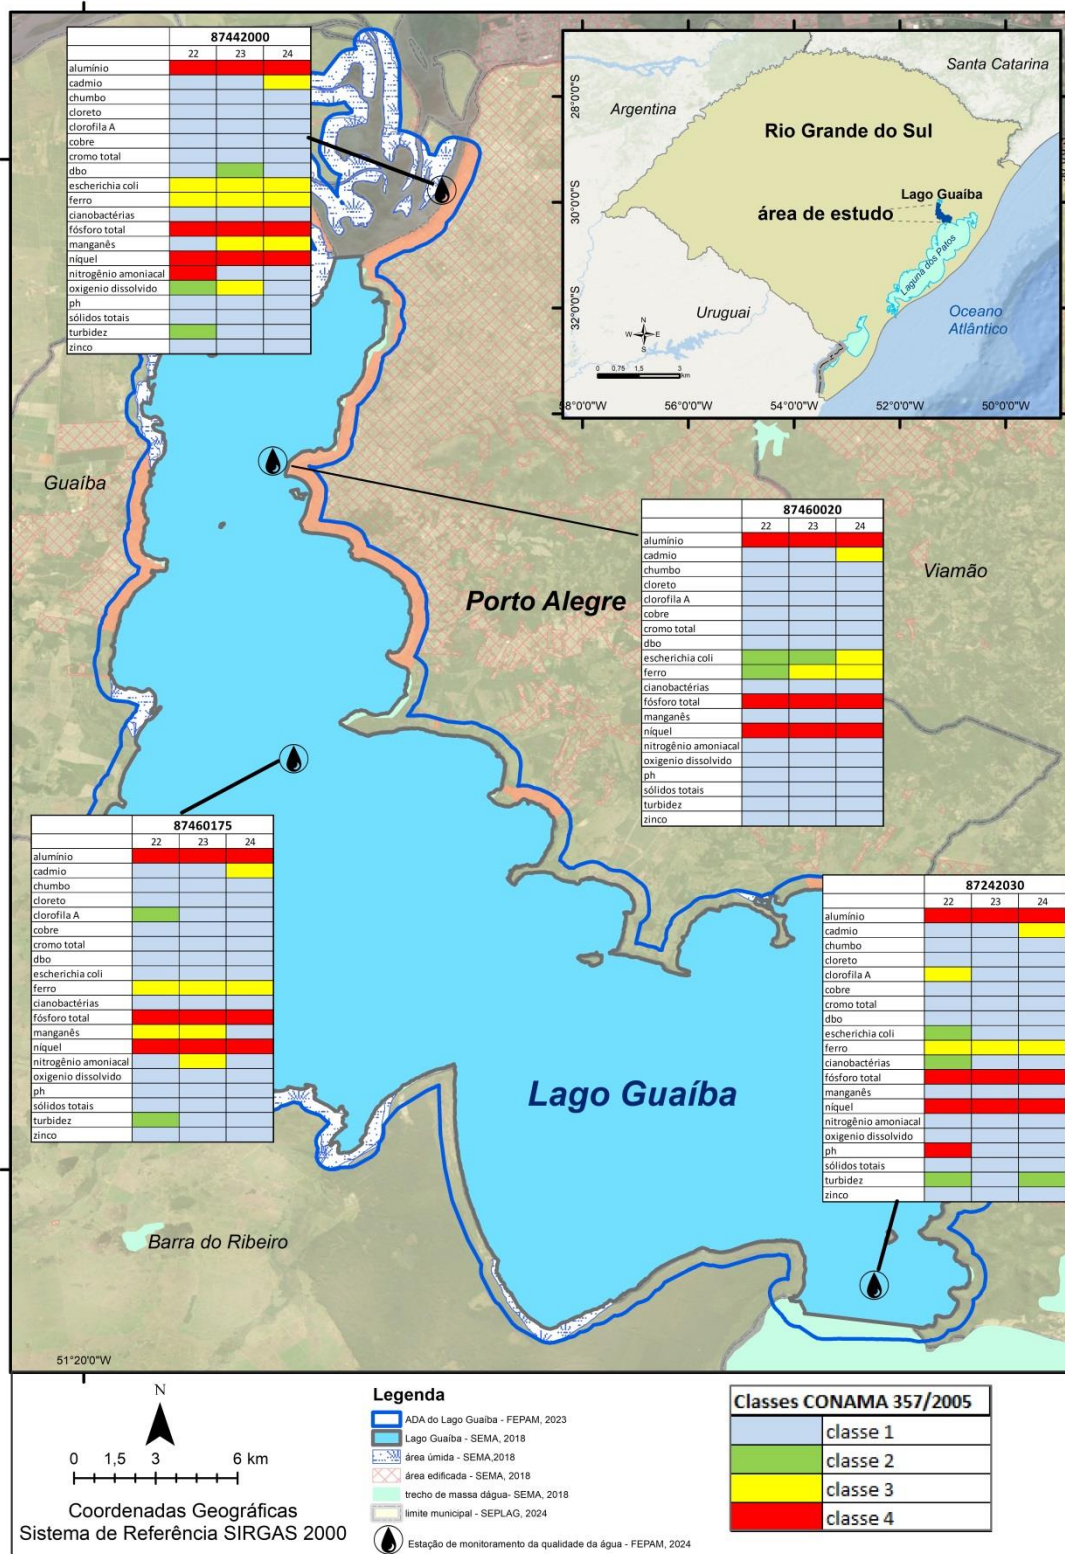 87442000
22 23 24
alumínio
cadmio
chumbo
cloreto
clorofila A
cobre
cromo total
dbo
escherichia coli
ferro
cianobactérias
fósforo total
manganês
níquel
nitrogênio amoniacal
oxigenio dissolvido
ph
sólidos totais
turbidez
zinco
Santa Catarina
Argentina
Rio Grande do Sul
Lago Guaíba
área de estudo
Laguna dos Patos
Uruguai
Oceano
Atlântico
N
W E
S
0 0,75 1,5 3
km
28°0'0"S
30°0'0"S
32°0'0"S
58°0'0"W 56°0'0"W 54°0'0"W 52°0'0"W 50°0'0"W
Guaíba
87460020
22 23 24
alumínio
cadmio
chumbo
cloreto
clorofila A
cobre
cromo total
dbo
escherichia coli
ferro
cianobactérias
fósforo total
manganês
níquel
nitrogênio amoniacal
oxigenio dissolvido
ph
sólidos totais
turbidez
zinco
Viamão
Porto Alegre
87460175
22 23 24
alumínio
cadmio
chumbo
cloreto
clorofila A
cobre
cromo total
dbo
escherichia coli
ferro
cianobactérias
fósforo total
manganês
níquel
nitrogênio amoniacal
oxigenio dissolvido
ph
sólidos totais
turbidez
zinco
87242030
22 23 24
alumínio
cadmio
chumbo
cloreto
clorofila A
cobre
cromo total
dbo
escherichia coli
ferro
cianobactérias
fósforo total
manganês
níquel
nitrogênio amoniacal
oxigenio dissolvido
ph
sólidos totais
turbidez
zinco
Lago Guaíba
Barra do Ribeiro
51°20'0"W
N
0 1,5 3 6 km
Coordenadas Geográficas
Sistema de Referência SIRGAS 2000
Legenda
ADA do Lago Guaíba - FEPAM, 2023
Lago Guaíba - SEMA, 2018
área úmida - SEMA,2018
área edificada - SEMA, 2018
trecho de massa dágua- SEMA, 2018
limite municipal - SEPLAG, 2024
Estação de monitoramento da qualidade da água - FEPAM, 2024
Classes CONAMA 357/2005
classe 1
classe 2
classe 3
classe 4